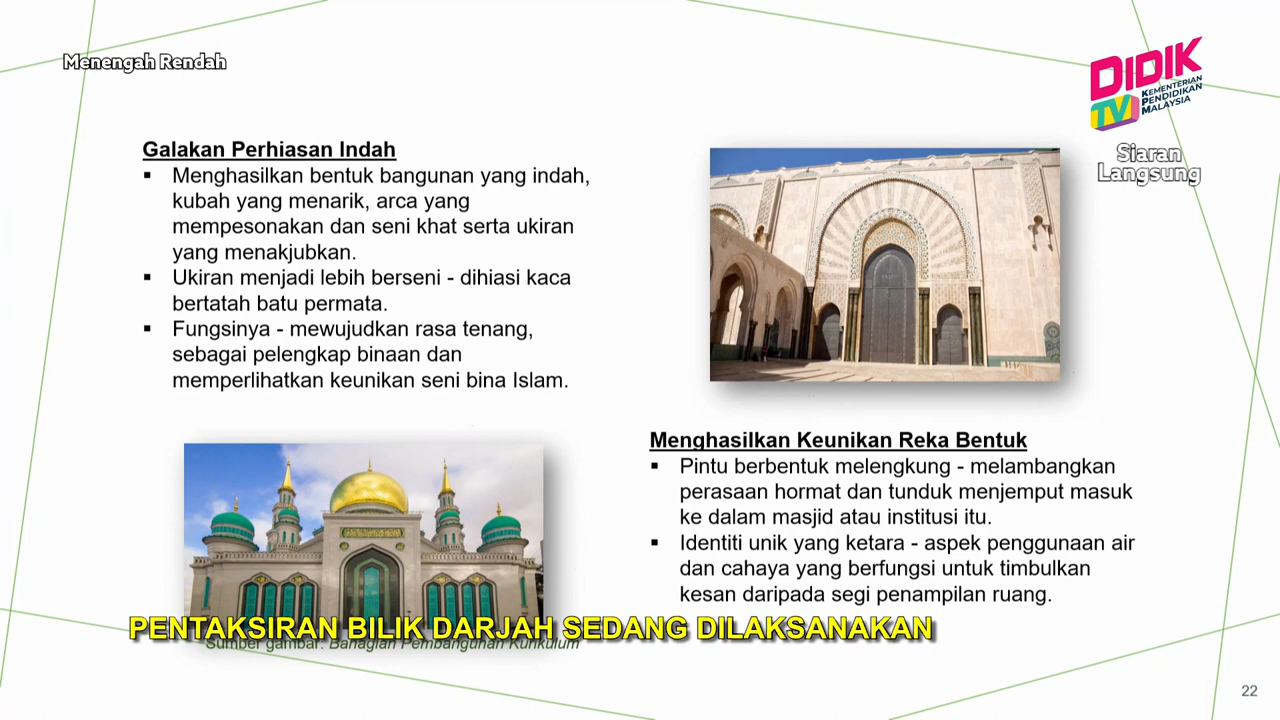 Menengah Rendah
DIDIK
TV
KEMENTERIAN
PENDIDIKAN
MALAYSIA
Siaran
Langsung
Galakan Perhiasan Indah
▪ Menghasilkan bentuk bangunan yang indah,
kubah yang menarik, arca yang
mempesonakan dan seni khat serta ukiran
yang menakjubkan.
▪ Ukiran menjadi lebih berseni - dihiasi kaca
bertatah batu permata.
▪ Fungsinya - mewujudkan rasa tenang,
sebagai pelengkap binaan dan
memperlihatkan keunikan seni bina Islam.
Menghasilkan Keunikan Reka Bentuk
▪ Pintu berbentuk melengkung - melambangkan
perasaan hormat dan tunduk menjemput masuk
ke dalam masjid atau institusi itu.
▪ Identiti unik yang ketara - aspek penggunaan air
dan cahaya yang berfungsi untuk timbulkan
kesan daripada segi penampilan ruang.
PENTAKSIRAN BILIK DARJAH SEDANG DILAKSANAKAN
Sumber gambar: Bahagian Pembangunan Kurikulum
22